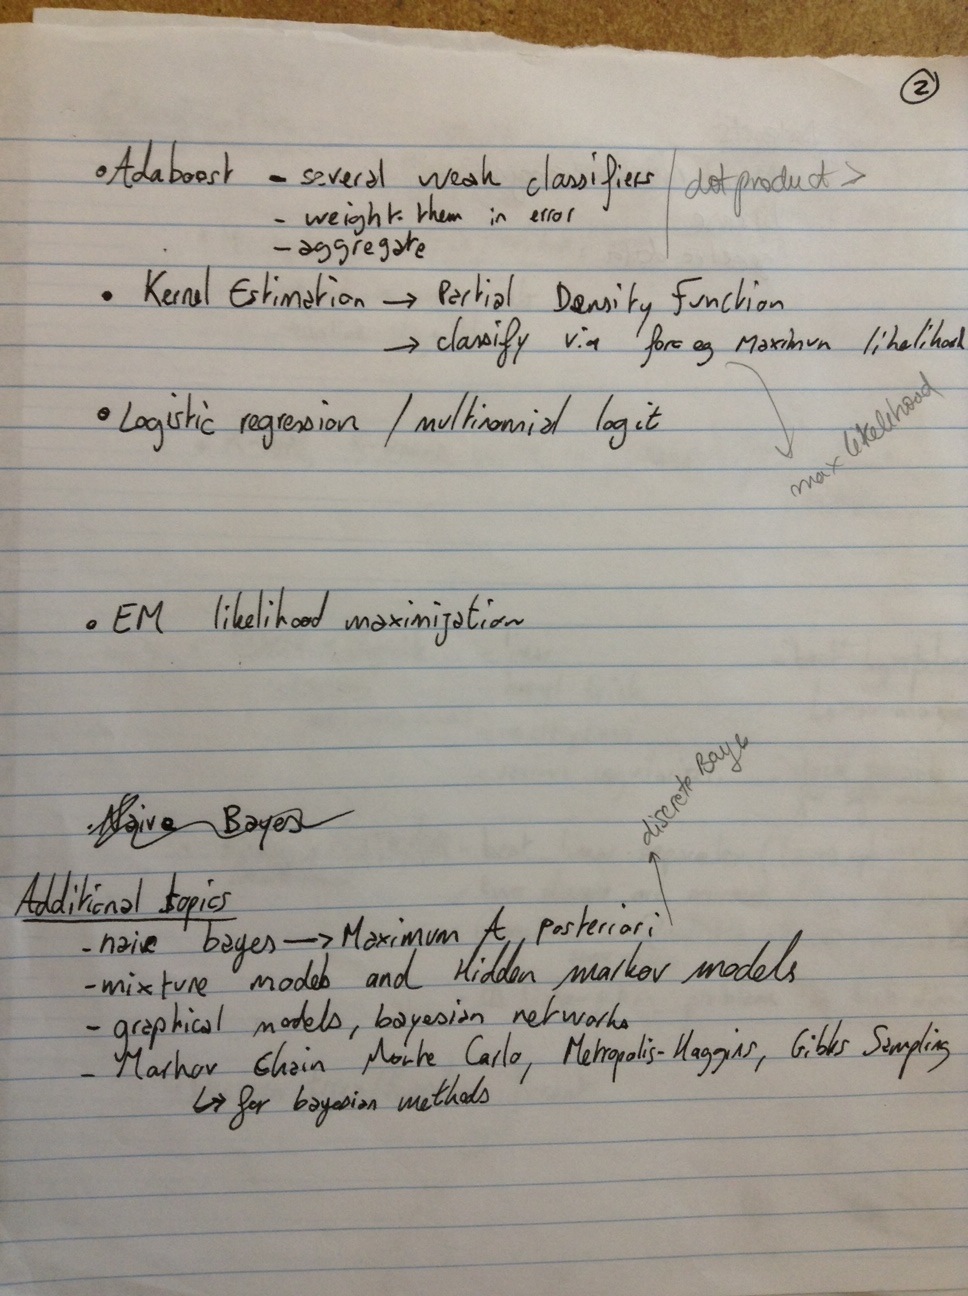 2
• Adaboost - several weak classifiers / dot product >
- weight them in error
- aggregate
• Kernel Estimation → Partial Density Function
→ classify via fore eg Maximum likelihood
max likelihood
• Logistic regression / multinomial logit
• EM likelihood maximization
Naive Bayes
discrete Baye
Additional topics
- naive bayes → Maximum A posteriori
- mixture models and Hidden markov models
- graphical models, bayesian networks
- Markov Chain Monte Carlo, Metropolis-Haggins, Gibbs Sampling
↳ for bayesian methods